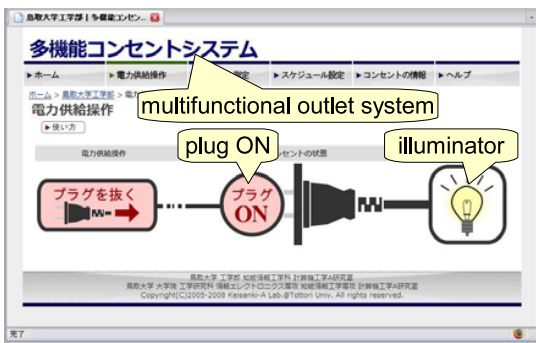 鳥取大学工学部 | 多機能コンセン...
多機能コンセントシステム
ホーム
電力供給操作
設定
スケジュール設定
コンセントの情報
ヘルプ
multifunctional outlet system
ホーム > 鳥取大学工学部 > 電力
電力供給操作
使い方
plug ON
illuminator
電力供給操作
コンセントの状態
プラグを抜く
プラグ
ON
鳥取大学 工学部 知能情報工学科 計算機工学A研究室
鳥取大学 大学院 工学研究科 情報エレクトロニクス専攻 知能情報工学専攻 計算機工学A研究室
Copyright(C)2005-2008 Keisanki-A Lab.@Tottori Univ. All rights reserved.
完了